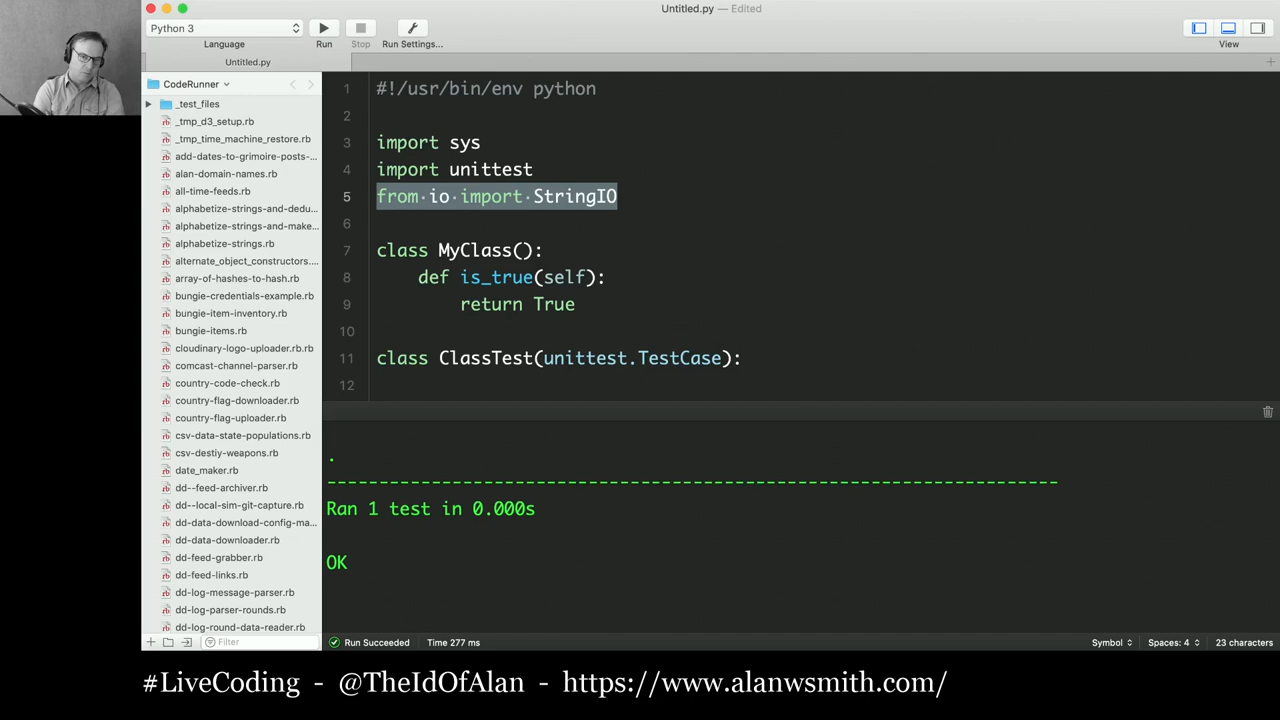 Untitled.py — Edited
Python 3
Language
Run
Stop
Run Settings...
View
Untitled.py
CodeRunner
_test_files
_tmp_d3_setup.rb
_tmp_time_machine_restore.rb
add-dates-to-grimoire-posts-...
alan-domain-names.rb
all-time-feeds.rb
alphabetize-strings-and-dedu...
alphabetize-strings-and-make...
alphabetize-strings.rb
alternate_object_constructors....
array-of-hashes-to-hash.rb
bungie-credentials-example.rb
bungie-item-inventory.rb
bungie-items.rb
cloudinary-logo-uploader.rb.rb
comcast-channel-parser.rb
country-code-check.rb
country-flag-downloader.rb
country-flag-uploader.rb
csv-data-state-populations.rb
csv-destiy-weapons.rb
date_maker.rb
dd--feed-archiver.rb
dd--local-sim-git-capture.rb
dd-data-download-config-ma...
dd-data-downloader.rb
dd-feed-grabber.rb
dd-feed-links.rb
dd-log-message-parser.rb
dd-log-parser-rounds.rb
dd-log-round-data-reader.rb
Filter
1 #!/usr/bin/env python
2
3 import sys
4 import unittest
5 from io import StringIO
6
7 class MyClass():
8 def is_true(self):
9 return True
10
11 class ClassTest(unittest.TestCase):
12
.
----------------------------------------------------------------------
Ran 1 test in 0.000s
OK
Run Succeeded
Time 277 ms
Symbol
Spaces: 4
23 characters
#LiveCoding - @TheIdOfAlan - https://www.alanwsmith.com/